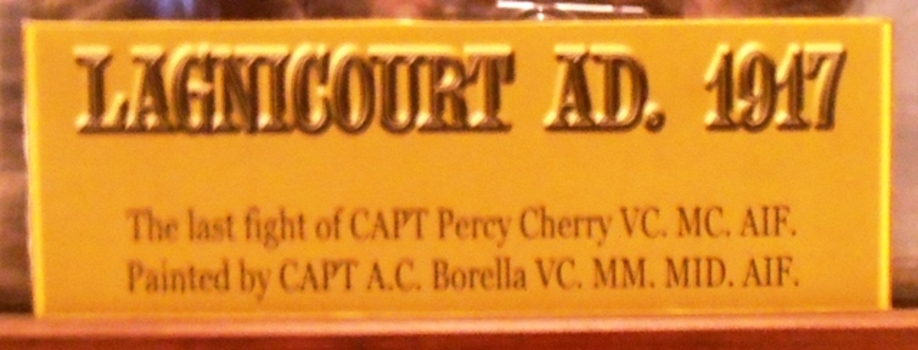 LAGNICOURT AD. 1917
The last fight of CAPT Percy Cherry VC. MC. AIF.
Painted by CAPT A.C. Borella VC. MM. MID. AIF.